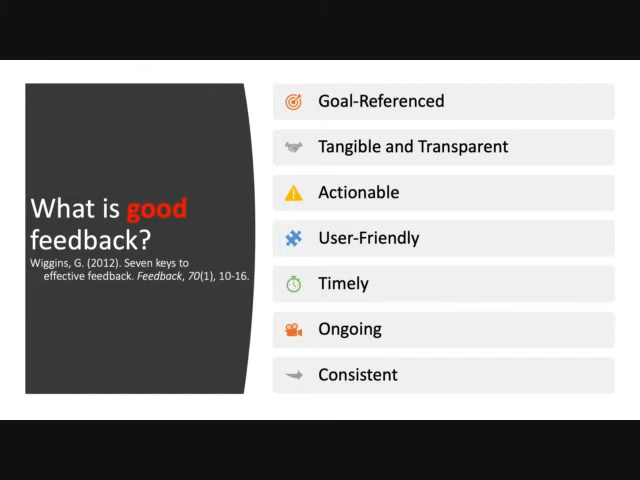 What is good
feedback?
Wiggins, G. (2012). Seven keys to
effective feedback. Feedback, 70(1), 10-16.
Goal-Referenced
Tangible and Transparent
Actionable
User-Friendly
Timely
Ongoing
Consistent